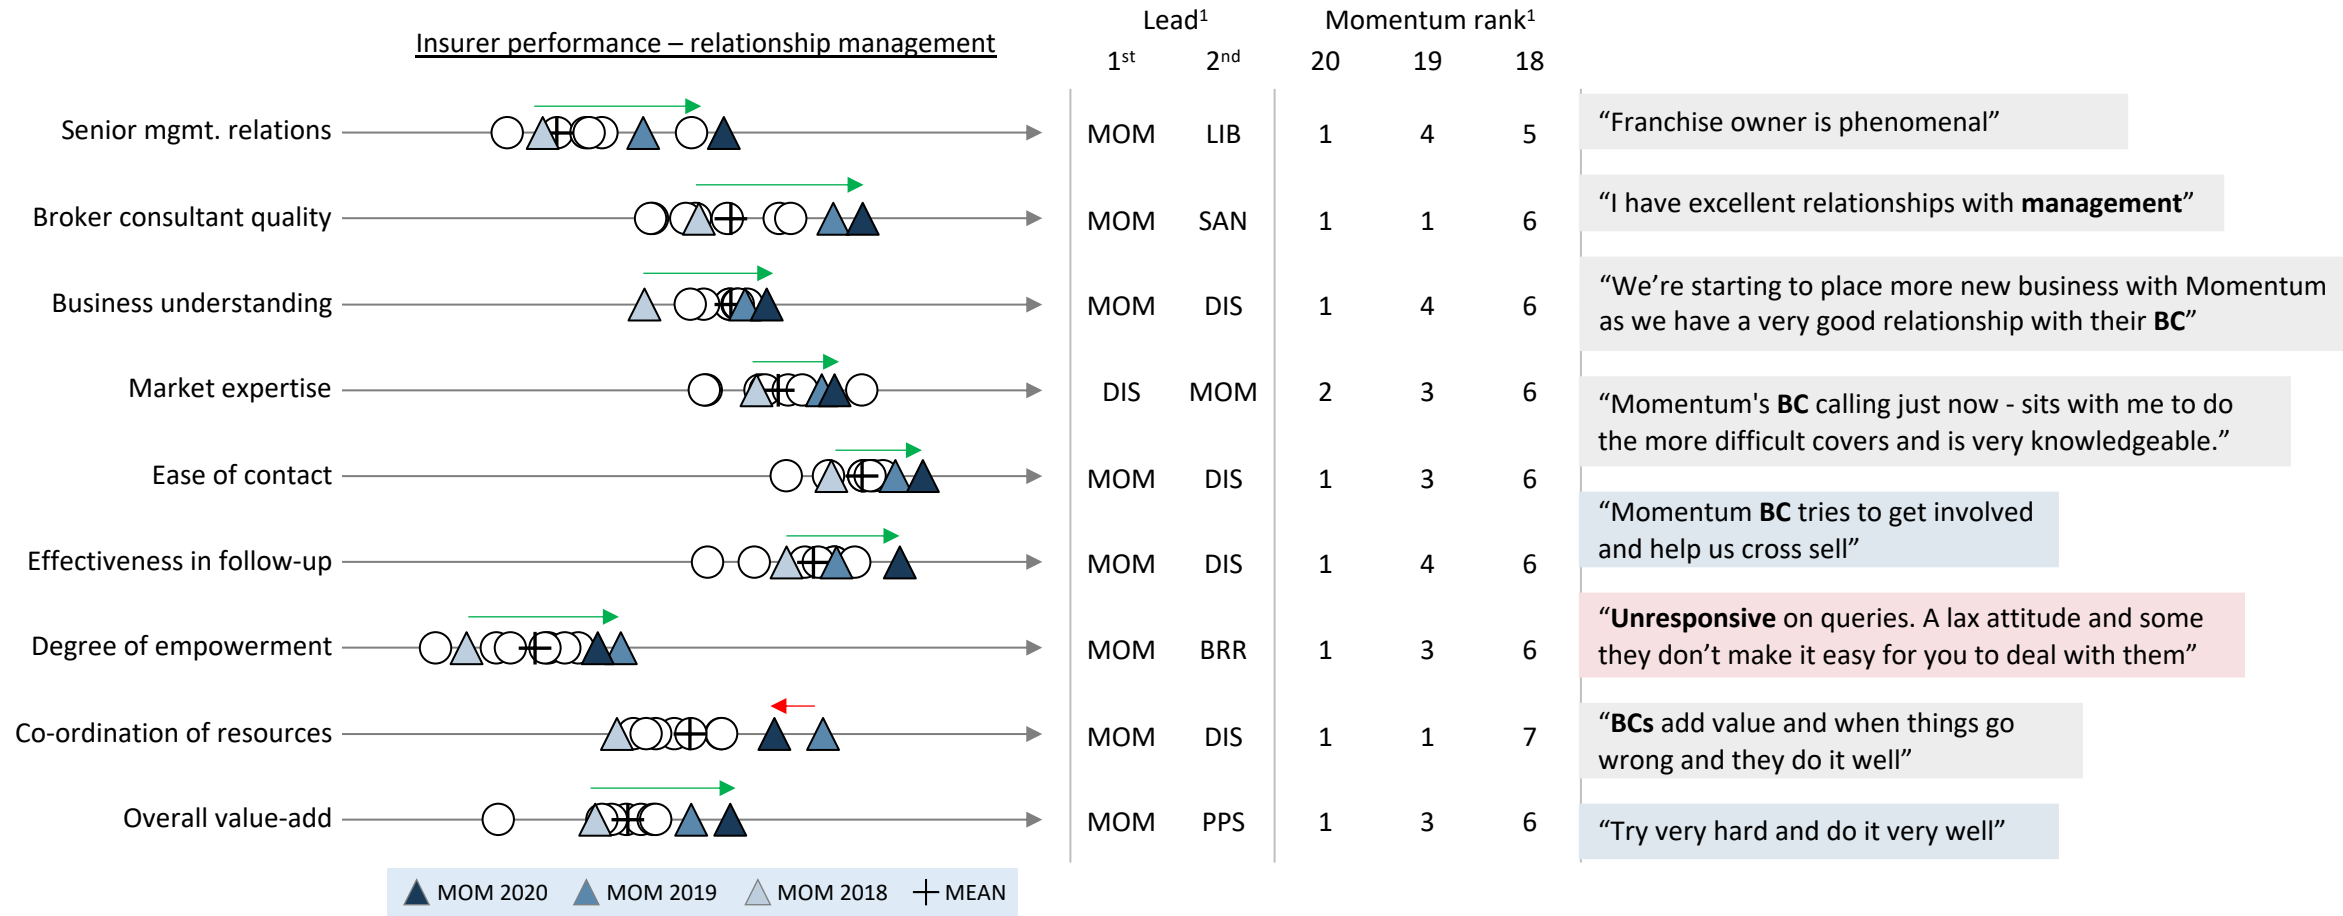 Insurer performance – relationship management
Lead¹
Momentum rank¹
1st 2nd 20 19 18
Senior mgmt. relations MOM LIB 1 4 5
Broker consultant quality MOM SAN 1 1 6
Business understanding MOM DIS 1 4 6
Market expertise DIS MOM 2 3 6
Ease of contact MOM DIS 1 3 6
Effectiveness in follow-up MOM DIS 1 4 6
Degree of empowerment MOM BRR 1 3 6
Co-ordination of resources MOM DIS 1 1 7
Overall value-add MOM PPS 1 3 6
“Franchise owner is phenomenal”
“I have excellent relationships with management”
“We’re starting to place more new business with Momentum
as we have a very good relationship with their BC”
“Momentum's BC calling just now - sits with me to do
the more difficult covers and is very knowledgeable.”
“Momentum BC tries to get involved
and help us cross sell”
“Unresponsive on queries. A lax attitude and some
they don’t make it easy for you to deal with them”
“BCs add value and when things go
wrong and they do it well”
“Try very hard and do it very well”
MOM 2020 MOM 2019 MOM 2018 MEAN